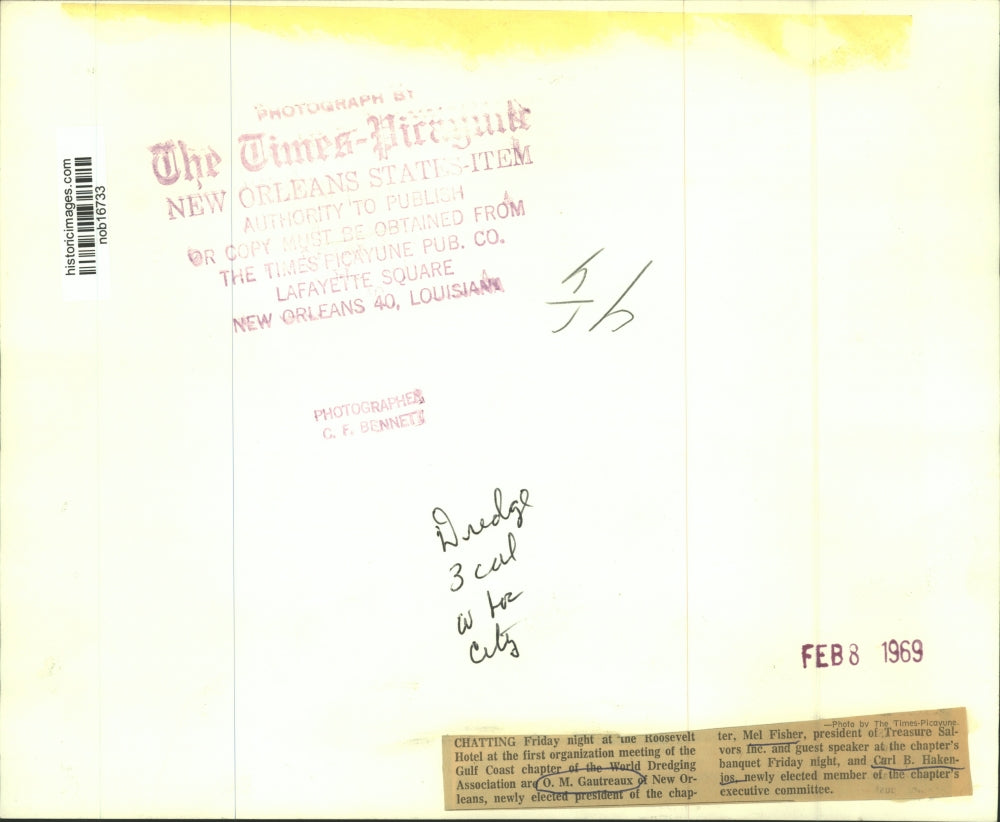 PHOTOGRAPH BY
The Times-Picayune
NEW ORLEANS STATES-ITEM
AUTHORITY TO PUBLISH
OR COPY MUST BE OBTAINED FROM
THE TIMES PICAYUNE PUB. CO.
LAFAYETTE SQUARE
NEW ORLEANS 40, LOUISIANA
historicimages.com
nob16733
PHOTOGRAPHER
C. F. BENNETT
Dredge
3 col
city
FEB 8 1969
CHATTING Friday night at the Roosevelt
Hotel at the first organization meeting of the
Gulf Coast chapter of the World Dredging
Association are O. M. Gautreaux of New Or-
leans, newly elected president of the chap-
—Photo by The Times-Picayune.
ter, Mel Fisher, president of Treasure Sal-
vors Inc. and guest speaker at the chapter's
banquet Friday night, and Carl B. Haken-
jos, newly elected member of the chapter's
executive committee.